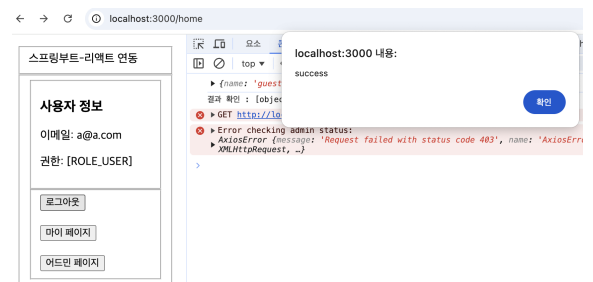 localhost:3000/home
스프링부트-리액트 연동
사용자 정보
이메일: a@a.com
권한: [ROLE_USER]
로그아웃
마이 페이지
어드민 페이지
요소
top
{name: 'guest
결과 확인 : [objec
GET http://lo
Error checking admin status:
AxiosError {message: 'Request failed with status code 403', name: 'AxiosErr
XMLHttpRequest, …}
localhost:3000 내용:
success
확인